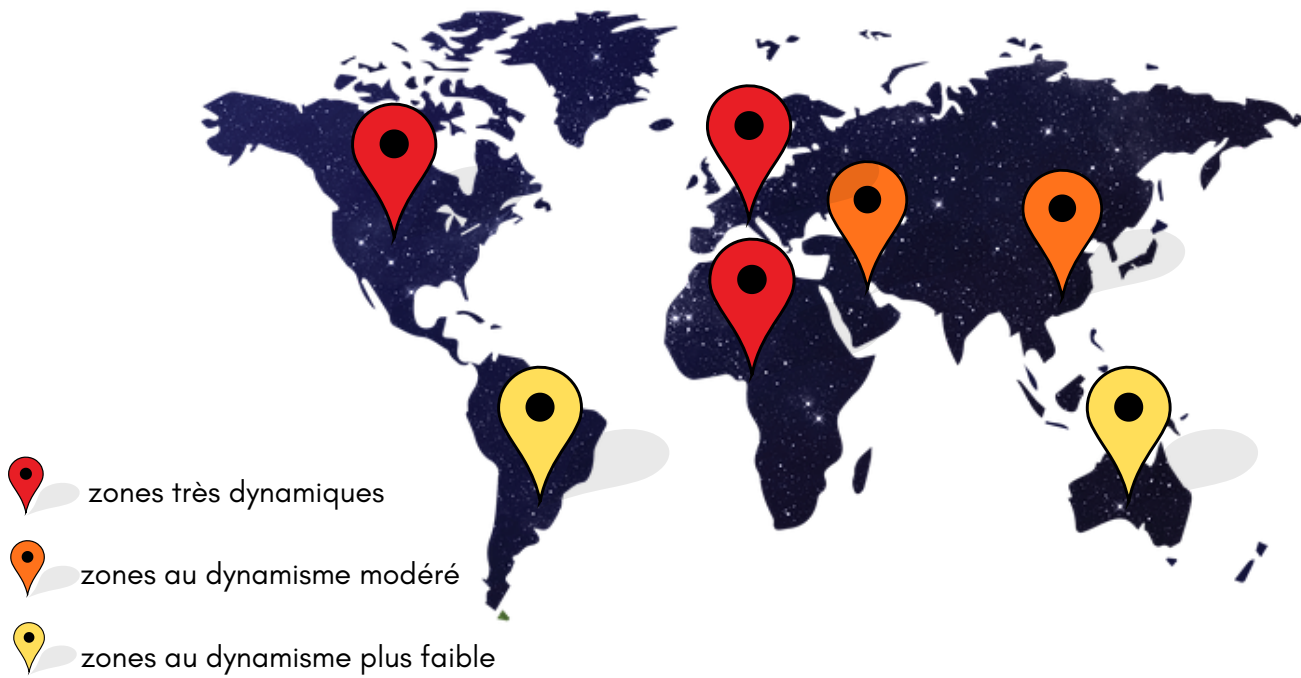 zones très dynamiques
zones au dynamisme modéré
zones au dynamisme plus faible